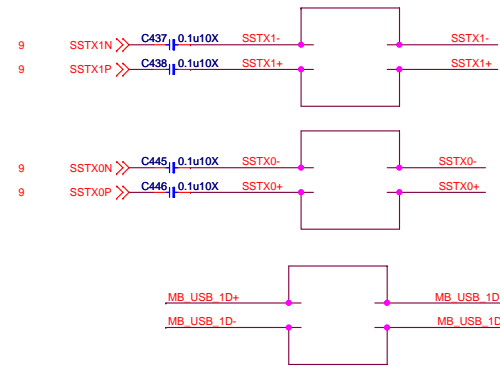 9 SSTX1N C437 0.1u10X SSTX1- SSTX1-
9 SSTX1P C438 0.1u10X SSTX1+ SSTX1+
9 SSTX0N C445 0.1u10X SSTX0- SSTX0-
9 SSTX0P C446 0.1u10X SSTX0+ SSTX0+
MB_USB_1D+ MB_USB_1D
MB_USB_1D- MB_USB_1D